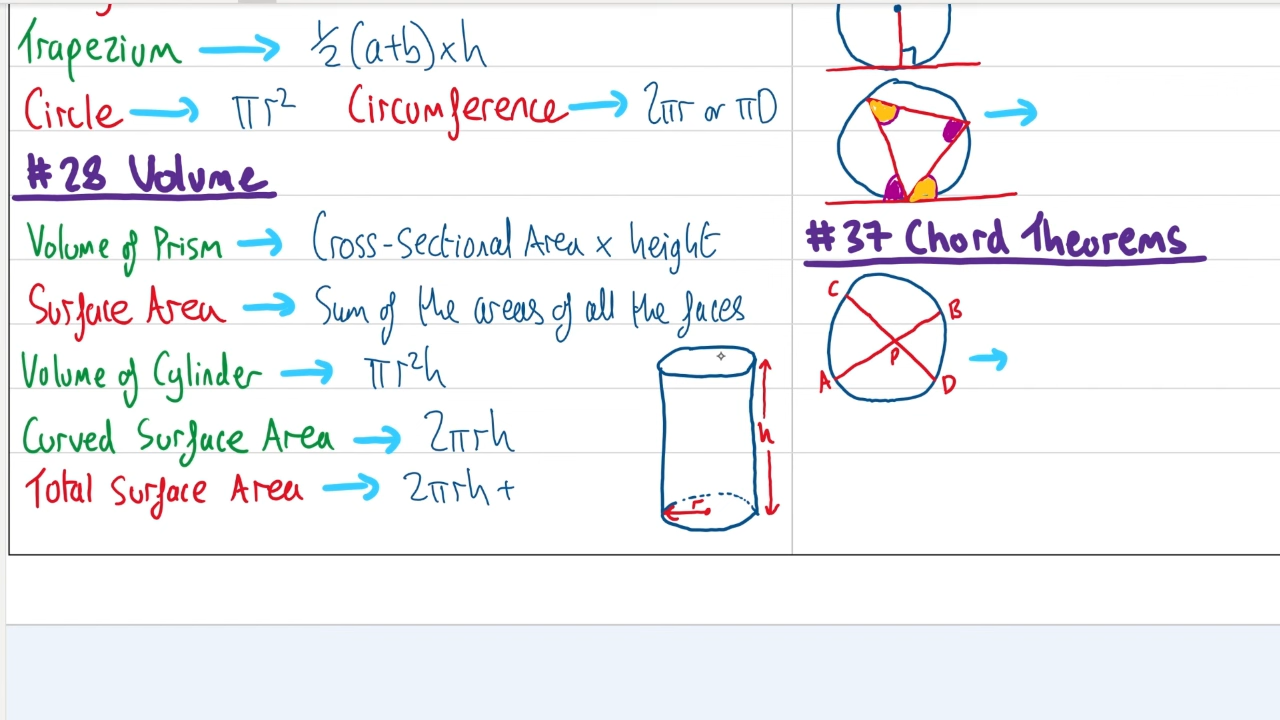 Trapezium → ½(a+b)×h
Circle → πr² Circumference → 2πr or πD
#28 Volume
Volume of Prism → Cross-Sectional Area × height
Surface Area → Sum of the areas of all the faces
Volume of Cylinder → πr²h
Curved Surface Area → 2πrh
Total Surface Area → 2πrh +
h
r
#37 Chord Theorems
C
B
P
A
D